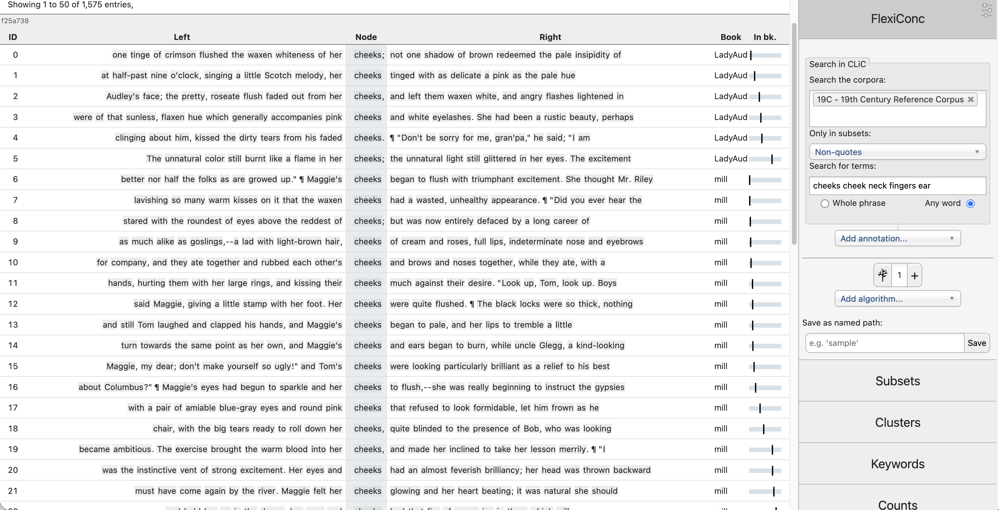 Showing 1 to 50 of 1,575 entries,
f25a738
ID Left Node Right Book In bk.
0 one tinge of crimson flushed the waxen whiteness of her cheeks; not one shadow of brown redeemed the pale insipidity of LadyAud
1 at half-past nine o'clock, singing a little Scotch melody, her cheeks tinged with as delicate a pink as the pale hue LadyAud
2 Audley's face; the pretty, roseate flush faded out from her cheeks, and left them waxen white, and angry flashes lightened in LadyAud
3 were of that sunless, flaxen hue which generally accompanies pink cheeks and white eyelashes. She had been a rustic beauty, perhaps LadyAud
4 clinging about him, kissed the dirty tears from his faded cheeks. ¶ "Don't be sorry for me, gran'pa," he said; "I am LadyAud
5 The unnatural color still burnt like a flame in her cheeks; the unnatural light still glittered in her eyes. The excitement LadyAud
6 better nor half the folks as are growed up." ¶ Maggie's cheeks began to flush with triumphant excitement. She thought Mr. Riley mill
7 lavishing so many warm kisses on it that the waxen cheeks had a wasted, unhealthy appearance. ¶ "Did you ever hear the mill
8 stared with the roundest of eyes above the reddest of cheeks; but was now entirely defaced by a long career of mill
9 as much alike as goslings,--a lad with light-brown hair, cheeks of cream and roses, full lips, indeterminate nose and eyebrows mill
10 for company, and they ate together and rubbed each other's cheeks and brows and noses together, while they ate, with a mill
11 hands, hurting them with her large rings, and kissing their cheeks much against their desire. "Look up, Tom, look up. Boys mill
12 said Maggie, giving a little stamp with her foot. Her cheeks were quite flushed. ¶ The black locks were so thick, nothing mill
13 and still Tom laughed and clapped his hands, and Maggie's cheeks began to pale, and her lips to tremble a little mill
14 turn towards the same point as her own, and Maggie's cheeks and ears began to burn, while uncle Glegg, a kind-looking mill
15 Maggie, my dear; don't make yourself so ugly!" and Tom's cheeks were looking particularly brilliant as a relief to his best mill
16 about Columbus?" ¶ Maggie's eyes had begun to sparkle and her cheeks to flush,--she was really beginning to instruct the gypsies mill
17 with a pair of amiable blue-gray eyes and round pink cheeks that refused to look formidable, let him frown as he mill
18 chair, with the big tears ready to roll down her cheeks, quite blinded to the presence of Bob, who was looking mill
19 became ambitious. The exercise brought the warm blood into her cheeks, and made her inclined to take her lesson merrily. ¶ "I mill
20 was the instinctive vent of strong excitement. Her eyes and cheeks had an almost feverish brilliancy; her head was thrown backward mill
21 must have come again by the river. Maggie felt her cheeks glowing and her heart beating; it was natural she should mill
FlexiConc
Search in CLiC
Search the corpora:
19C - 19th Century Reference Corpus
Only in subsets:
Non-quotes
Search for terms:
cheeks cheek neck fingers ear
Whole phrase Any word
Add annotation...
1 +
Add algorithm...
Save as named path:
e.g. 'sample' Save
Subsets
Clusters
Keywords
Counts